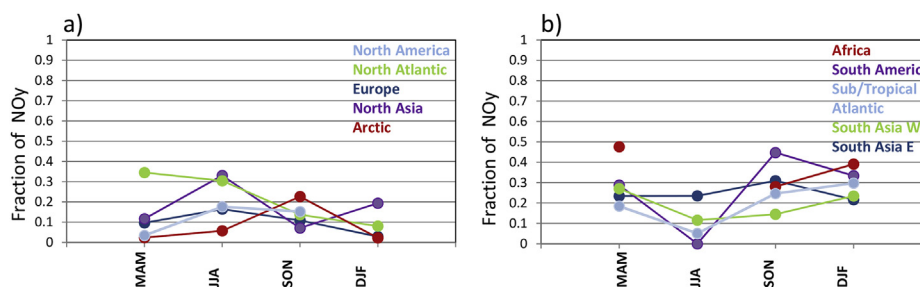 a)
Fraction of NOy
1
0.9
0.8
0.7
0.6
0.5
0.4
0.3
0.2
0.1
0
North America
North Atlantic
Europe
North Asia
Arctic
MAM
JJA
SON
DJF
b)
Fraction of NOy
1
0.9
0.8
0.7
0.6
0.5
0.4
0.3
0.2
0.1
0
Africa
South Americ
Sub/Tropical
Atlantic
South Asia W
South Asia E
MAM
JJA
SON
DJF